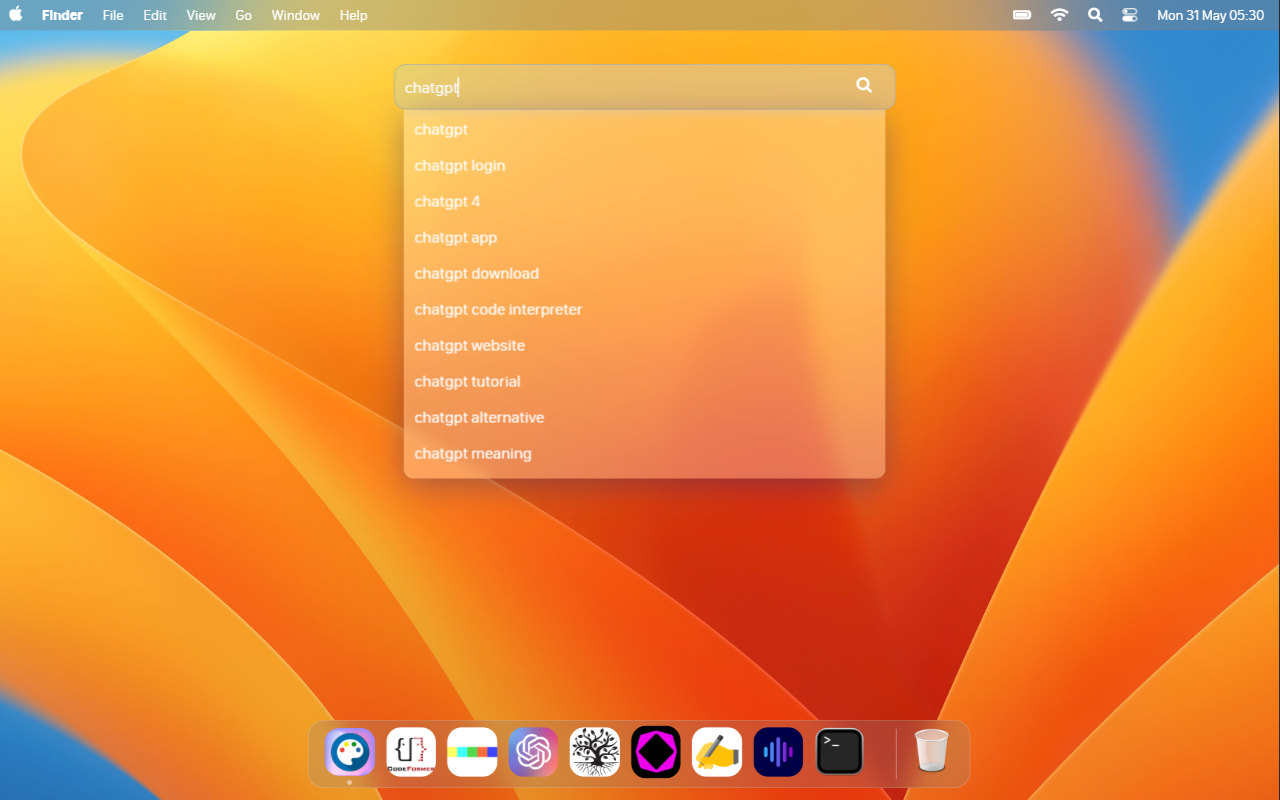 Finder File Edit View Go Window Help Mon 31 May 05:30
chatgpt
chatgpt
chatgpt login
chatgpt 4
chatgpt app
chatgpt download
chatgpt code interpreter
chatgpt website
chatgpt tutorial
chatgpt alternative
chatgpt meaning
CODEFORMER
>_